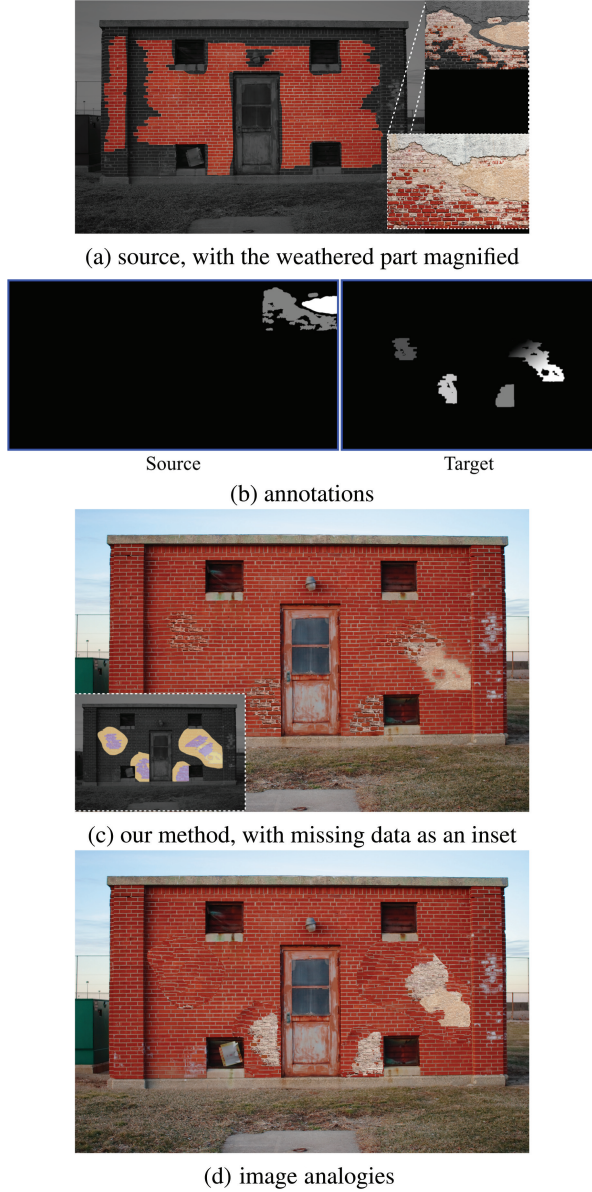 (a) source, with the weathered part magnified
Source
Target
(b) annotations
(c) our method, with missing data as an inset
(d) image analogies